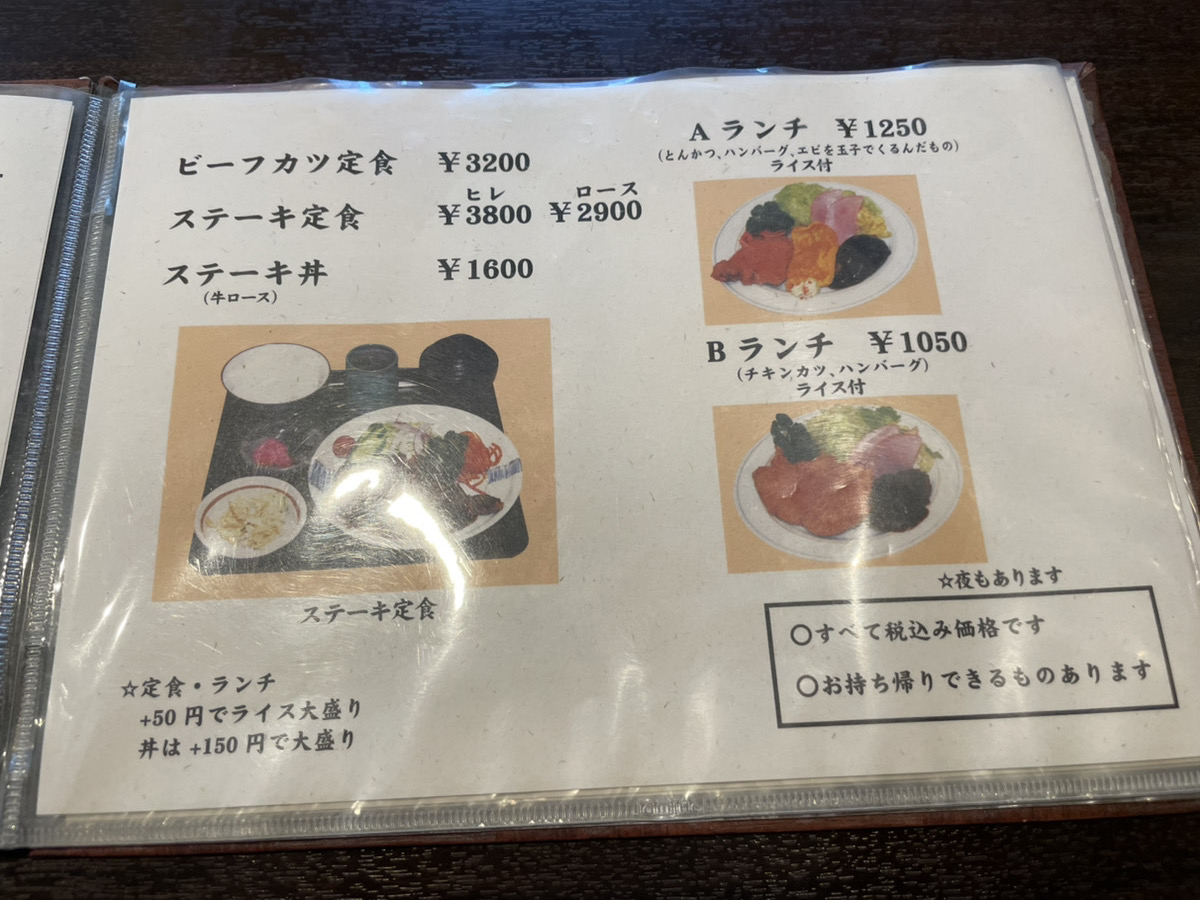 ビーフカツ定食 ¥3200
ヒレ ロース
ステーキ定食 ¥3800 ¥2900
ステーキ丼 ¥1600
(牛ロース)
ステーキ定食
☆定食・ランチ
+50円でライス大盛り
丼は+150円で大盛り
Aランチ ¥1250
(とんかつ、ハンバーグ、エビを玉子でくるんだもの)
ライス付
Bランチ ¥1050
(チキンカツ、ハンバーグ)
ライス付
☆夜もあります
○すべて税込み価格です
○お持ち帰りできるものあります